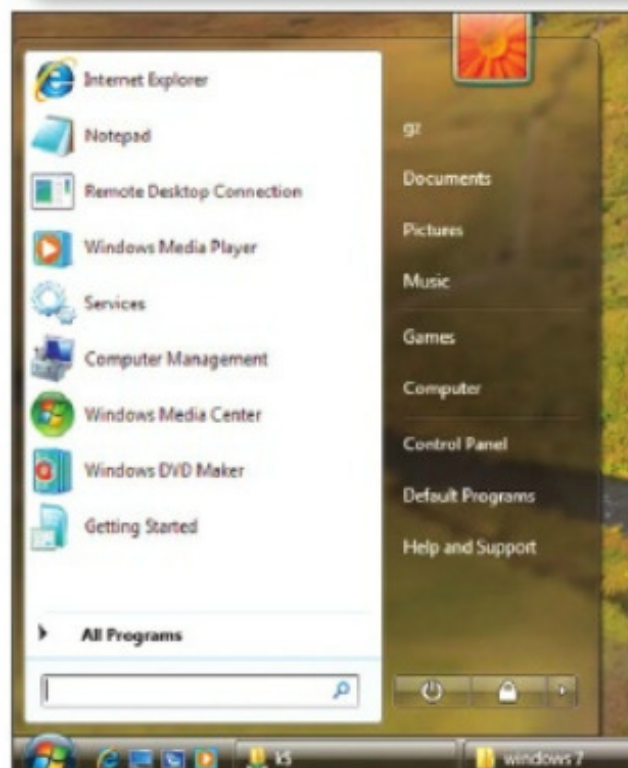 Internet Explorer
Notepad
Remote Desktop Connection
Windows Media Player
Services
Computer Management
Windows Media Center
Windows DVD Maker
Getting Started
All Programs
gz
Documents
Pictures
Music
Games
Computer
Control Panel
Default Programs
Help and Support
k5
windows 7